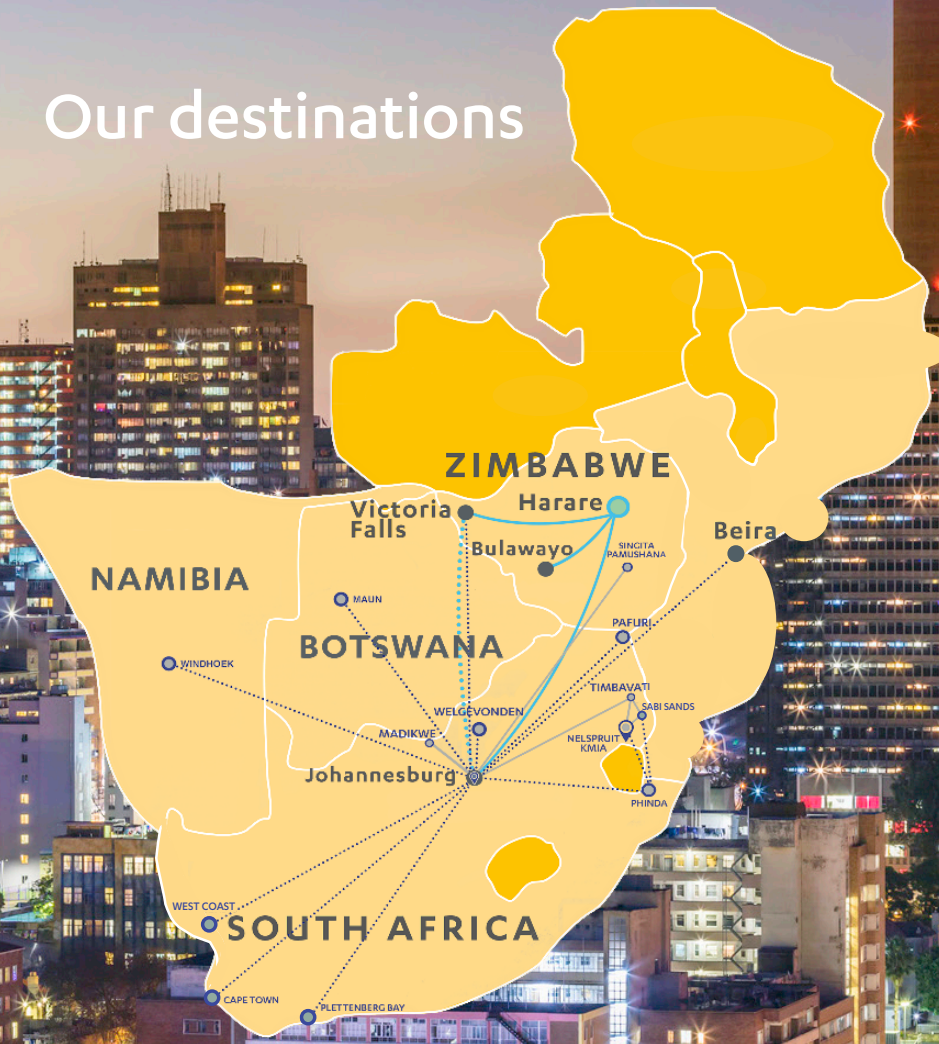 Our destinations
ZIMBABWE
Harare
Victoria
Falls
Bulawayo
SINGITA
PAMUSHANA
Beira
NAMIBIA
MAUN
BOTSWANA
PAFURI
WINDHOEK
TIMBAVATI
SABI SANDS
WELGEVONDEN
MADIKWE
NELSPRUIT
KMIA
Johannesburg
PHINDA
WEST COAST
SOUTH AFRICA
CAPE TOWN
PLETTENBERG BAY